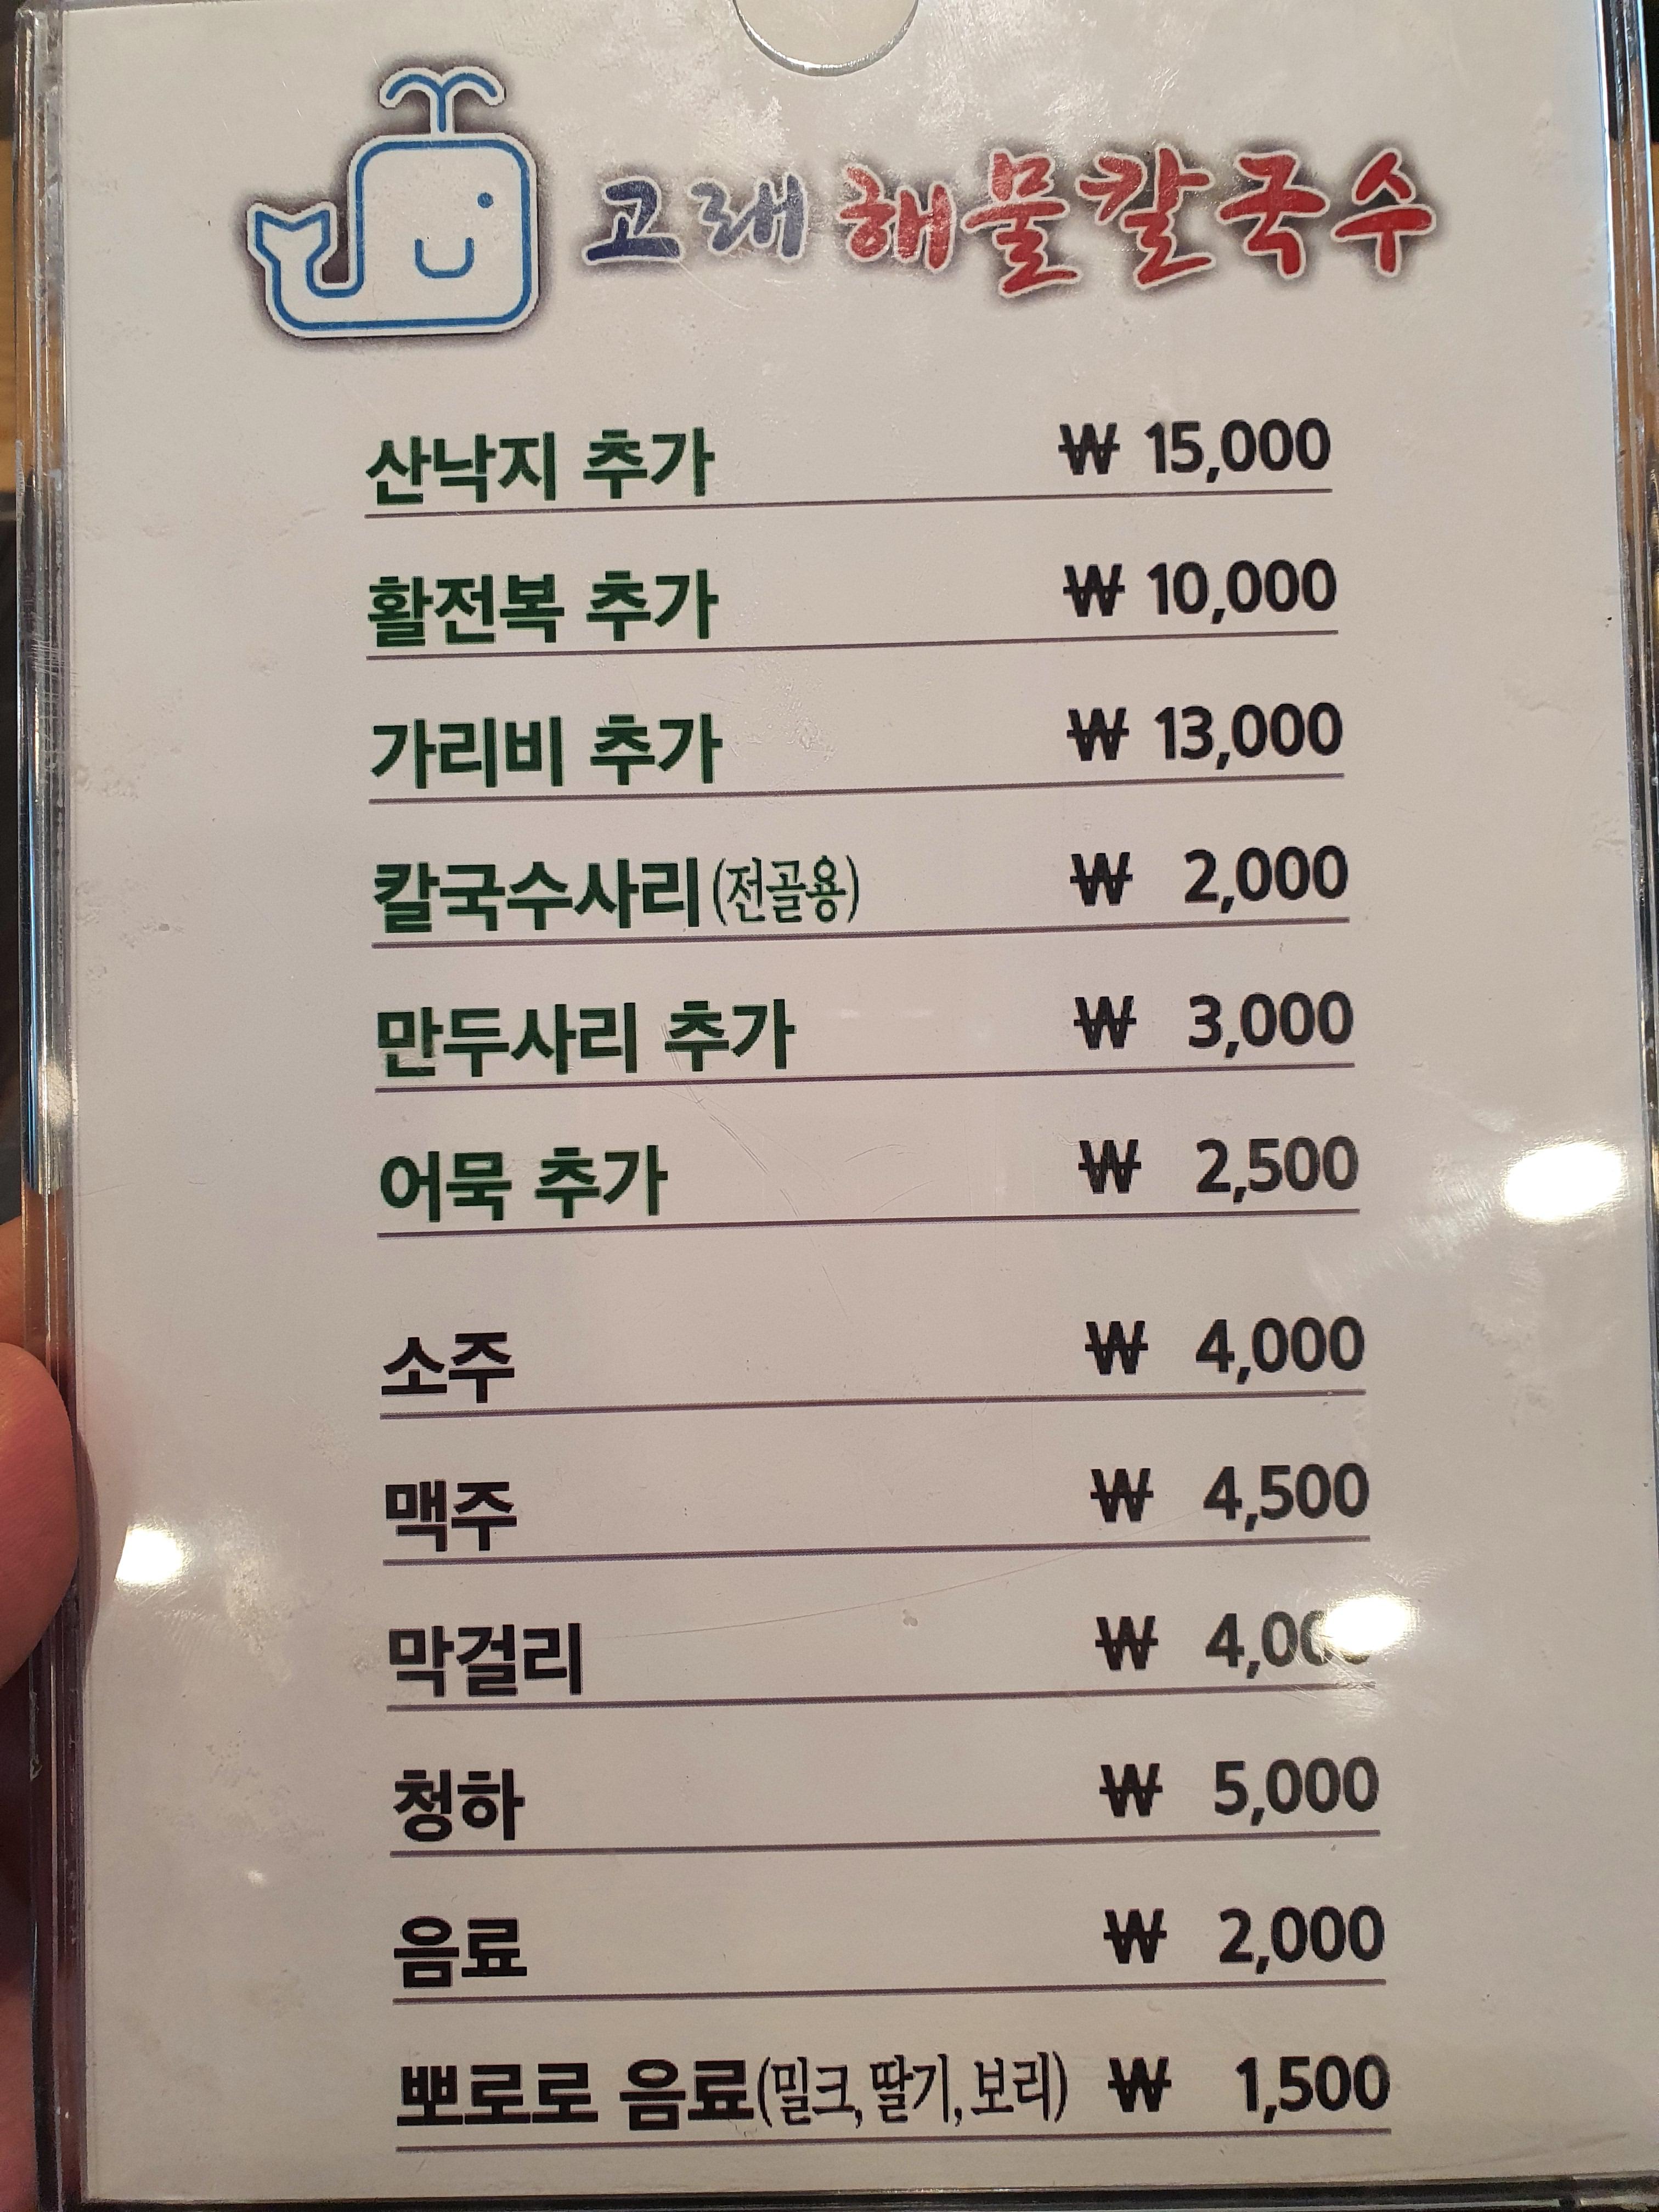 고래 해물칼국수
산낙지 추가 ₩ 15,000
활전복 추가 ₩ 10,000
가리비 추가 ₩ 13,000
칼국수사리(전골용) ₩ 2,000
만두사리 추가 ₩ 3,000
어묵 추가 ₩ 2,500
소주 ₩ 4,000
맥주 ₩ 4,500
막걸리 ₩ 4,000
청하 ₩ 5,000
음료 ₩ 2,000
뽀로로 음료(밀크, 딸기, 보리) ₩ 1,500